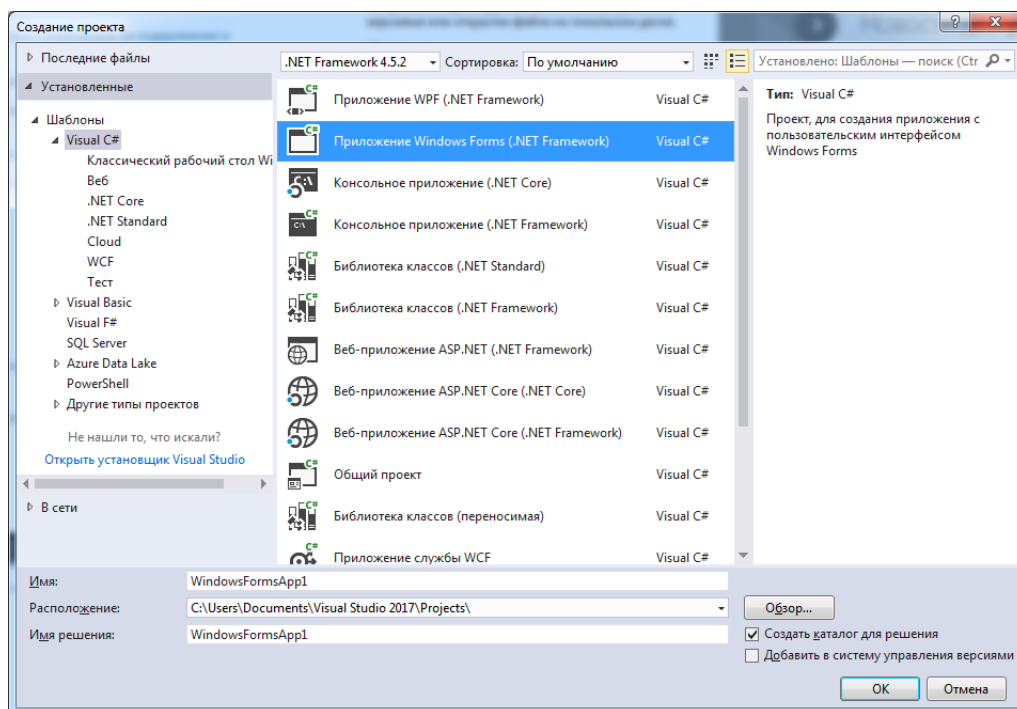 Создание проекта
Последние файлы
Установленные
Шаблоны
Visual C#
Классический рабочий стол Wi
Веб
.NET Core
.NET Standard
Cloud
WCF
Тест
Visual Basic
Visual F#
SQL Server
Azure Data Lake
PowerShell
Другие типы проектов
Не нашли то, что искали?
Открыть установщик Visual Studio
В сети
.NET Framework 4.5.2 Сортировка: По умолчанию
Приложение WPF (.NET Framework) Visual C#
Приложение Windows Forms (.NET Framework) Visual C#
Консольное приложение (.NET Core) Visual C#
Консольное приложение (.NET Framework) Visual C#
Библиотека классов (.NET Standard) Visual C#
Библиотека классов (.NET Framework) Visual C#
Веб-приложение ASP.NET (.NET Framework) Visual C#
Веб-приложение ASP.NET Core (.NET Core) Visual C#
Веб-приложение ASP.NET Core (.NET Framework) Visual C#
Общий проект Visual C#
Библиотека классов (переносимая) Visual C#
Приложение службы WCF Visual C#
Установлено: Шаблоны — поиск (Ctr
Тип: Visual C#
Проект, для создания приложения с
пользовательским интерфейсом
Windows Forms
Имя: WindowsFormsApp1
Расположение: C:\Users\Documents\Visual Studio 2017\Projects\
Обзор...
Имя решения: WindowsFormsApp1
Создать каталог для решения
Добавить в систему управления версиями
OK Отмена